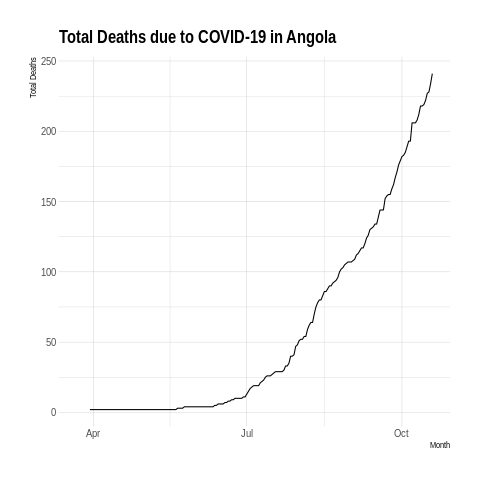 Total Deaths due to COVID-19 in Angola
Total Deaths
250
200
150
100
50
0
Apr
Jul
Oct
Month